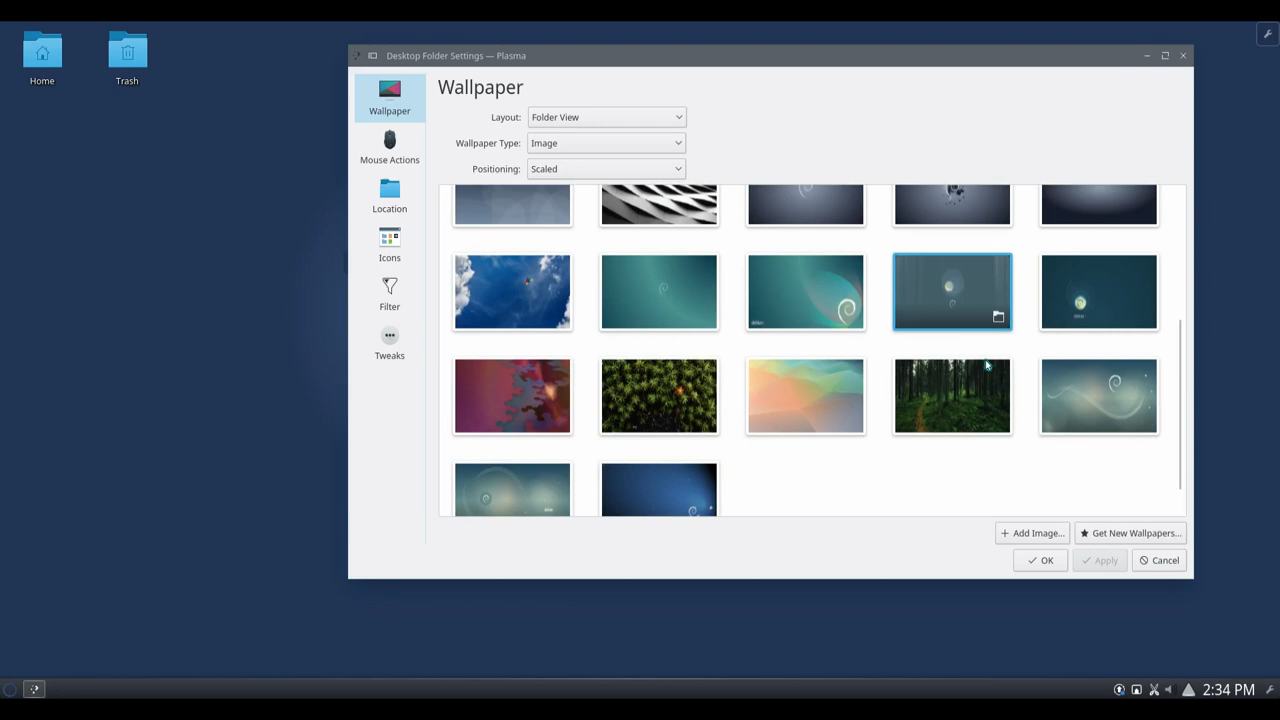 Home
Trash
Desktop Folder Settings — Plasma
Wallpaper
Mouse Actions
Location
Icons
Filter
Tweaks
Wallpaper
Layout: Folder View
Wallpaper Type: Image
Positioning: Scaled
Add Image...
Get New Wallpapers...
OK
Apply
Cancel
2:34 PM